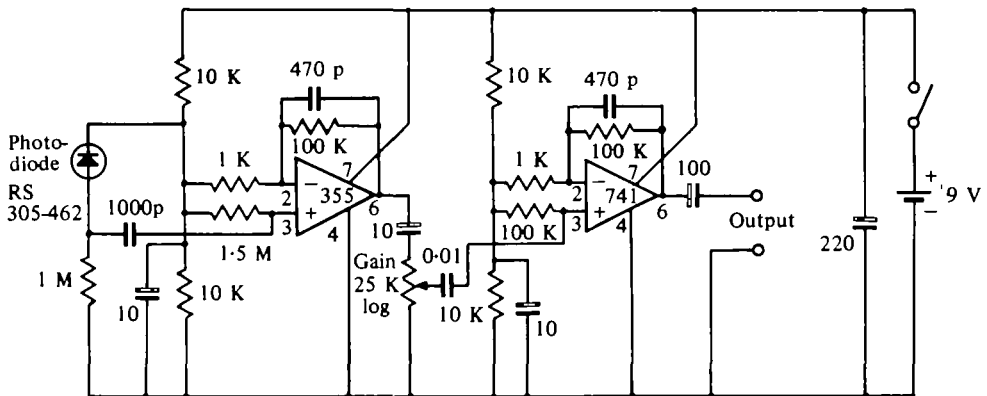 10 K
470 p
100 K
Photo-
diode
RS
305-462
1 K
2
−
7
355
6
3
+
4
1000p
1·5 M
1 M
10
10 K
10
Gain
25 K
log
0·01
10 K
470 p
100 K
1 K
2
−
7
741
6
3
+
4
100 K
10 K
10
100
Output
220
+
9 V
−